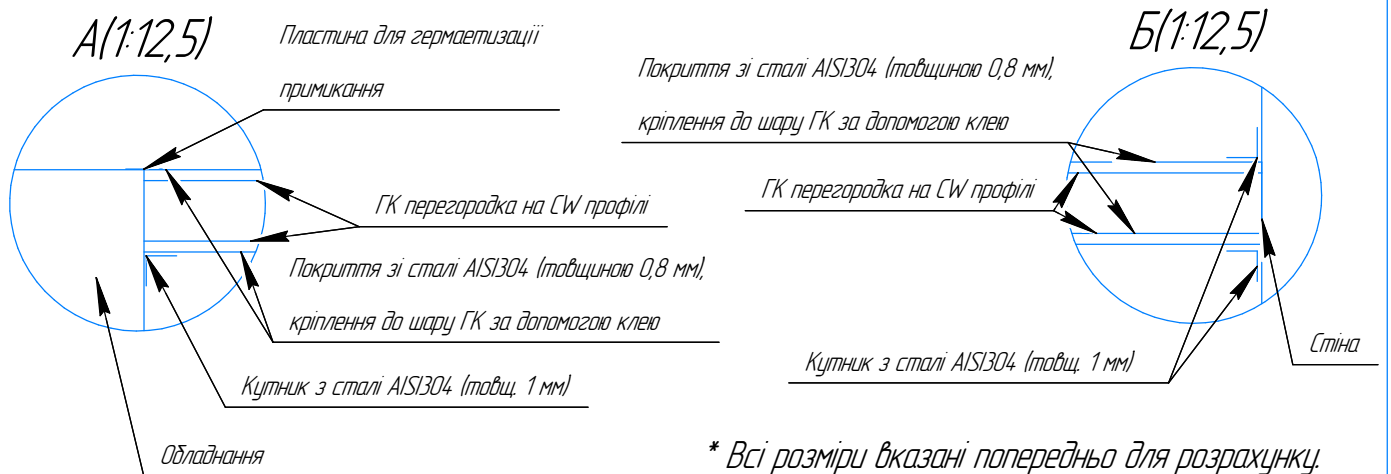 А(1:12,5)
Пластина для гермаетизації
примикання
ГК перегородка на CW профілі
Покриття зі сталі AISI304 (товщиною 0,8 мм),
кріплення до шару ГК за допомогою клею
Кутник з сталі AISI304 (товщ. 1 мм)
Обладнання
Б(1:12,5)
Покриття зі сталі AISI304 (товщиною 0,8 мм),
кріплення до шару ГК за допомогою клею
ГК перегородка на CW профілі
Стіна
Кутник з сталі AISI304 (товщ. 1 мм)
* Всі розміри вказані попередньо для розрахунку.